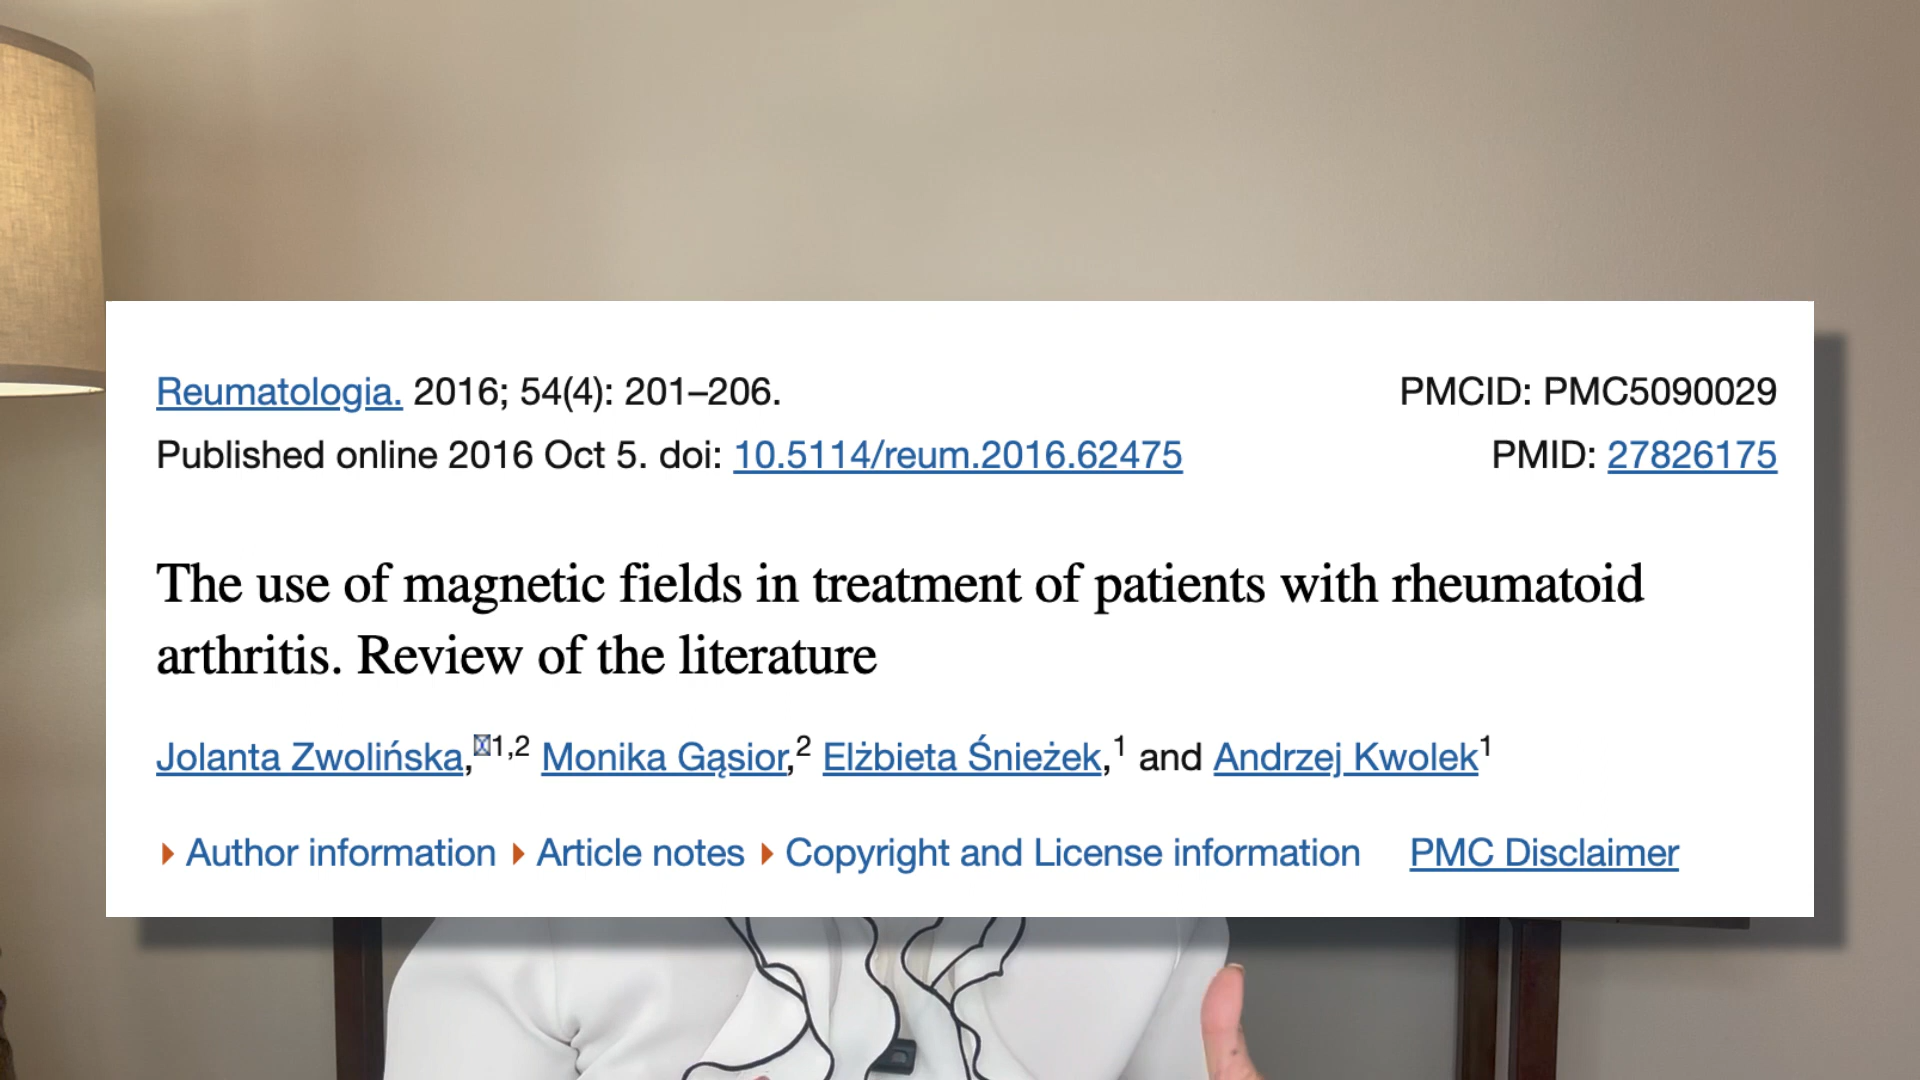 Reumatologia. 2016; 54(4): 201–206. PMCID: PMC5090029
Published online 2016 Oct 5. doi: 10.5114/reum.2016.62475 PMID: 27826175
The use of magnetic fields in treatment of patients with rheumatoid
arthritis. Review of the literature
Jolanta Zwolińska,1,2 Monika Gąsior,2 Elżbieta Śnieżek,1 and Andrzej Kwolek1
Author information Article notes Copyright and License information PMC Disclaimer